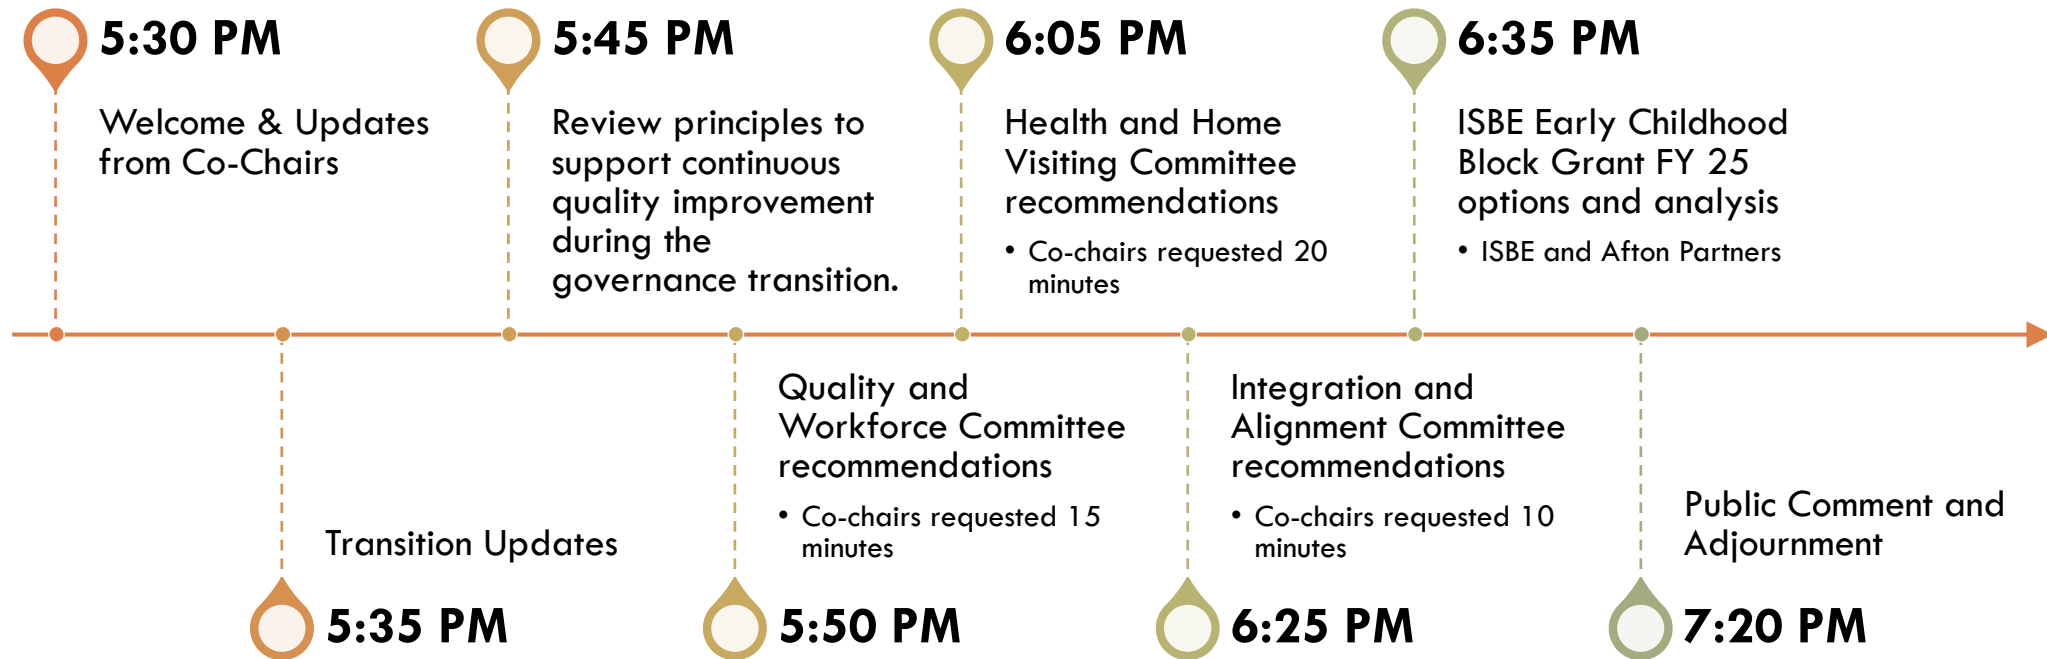 5:30 PM
Welcome & Updates
from Co-Chairs
5:35 PM
Transition Updates
5:45 PM
Review principles to
support continuous
quality improvement
during the
governance transition.
5:50 PM
Quality and
Workforce Committee
recommendations
• Co-chairs requested 15
minutes
6:05 PM
Health and Home
Visiting Committee
recommendations
• Co-chairs requested 20
minutes
6:25 PM
Integration and
Alignment Committee
recommendations
• Co-chairs requested 10
minutes
6:35 PM
ISBE Early Childhood
Block Grant FY 25
options and analysis
• ISBE and Afton Partners
7:20 PM
Public Comment and
Adjournment